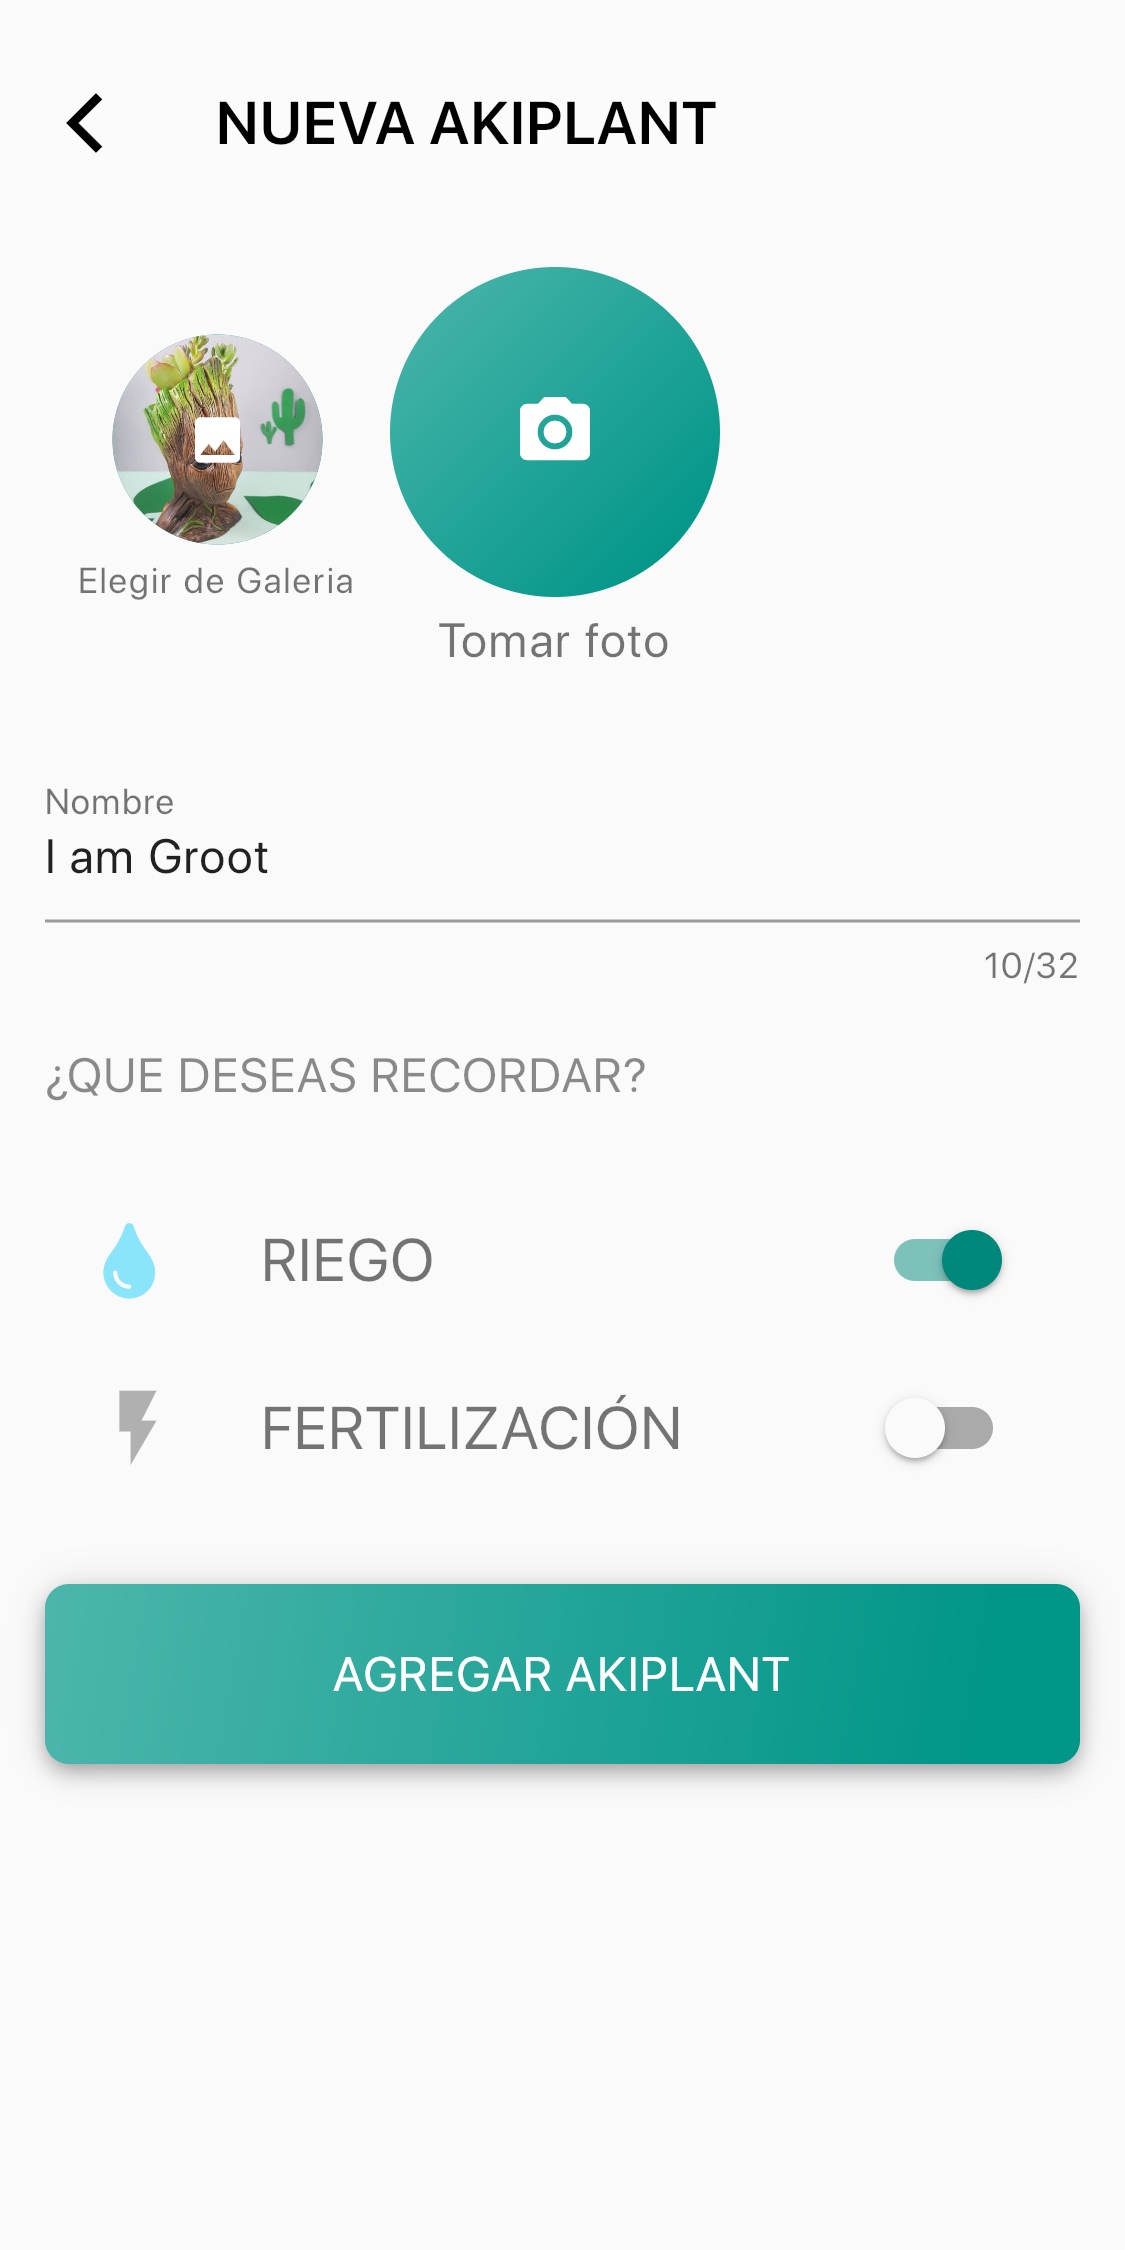 NUEVA AKIPLANT
Elegir de Galeria
Tomar foto
Nombre
I am Groot
10/32
¿QUE DESEAS RECORDAR?
RIEGO
FERTILIZACIÓN
AGREGAR AKIPLANT